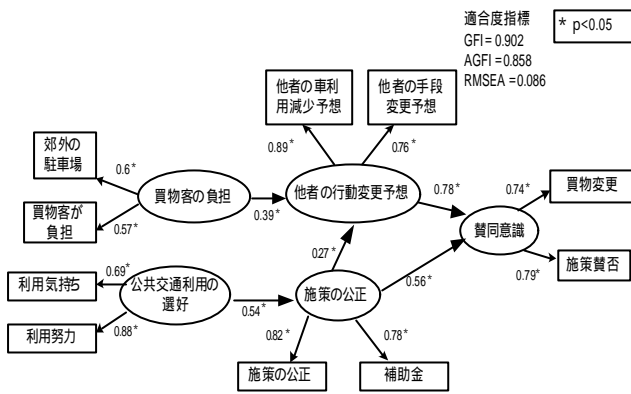 適合度指標
GFI = 0.902
AGFI = 0.858
RMSEA = 0.086
* p<0.05
他者の車利
用減少予想
他者の手段
変更予想
郊外の
駐車場
0.89*
0.76*
0.6*
買物客の負担
他者の行動変更予想
0.78*
0.74*
買物変更
買物客が
負担
0.57*
0.39*
賛同意識
0.27*
施策賛否
0.79*
利用気持ち
0.69*
公共交通利用の
選好
施策の公正
0.56*
0.54*
利用努力
0.88*
0.82*
0.78*
施策の公正
補助金